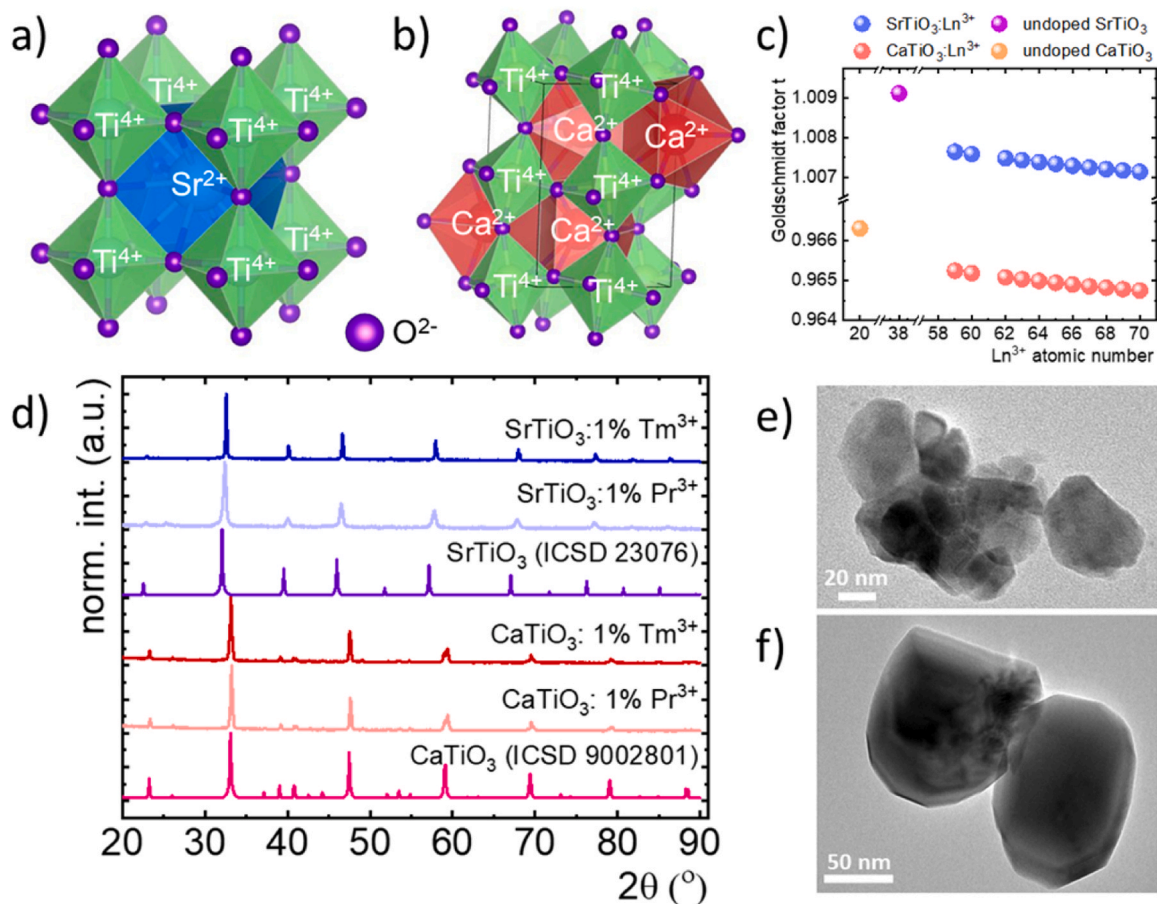 a)
Ti⁴⁺
Ti⁴⁺
Ti⁴⁺
Ti⁴⁺
Sr²⁺
Ti⁴⁺
Ti⁴⁺
Ti⁴⁺
O²⁻
b)
Ti⁴⁺
Ti⁴⁺
Ca²⁺
Ca²⁺
Ti⁴⁺
Ti⁴⁺
Ca²⁺
Ca²⁺
Ti⁴⁺
Ti⁴⁺
c)
SrTiO₃:Ln³⁺ undoped SrTiO₃
CaTiO₃:Ln³⁺ undoped CaTiO₃
Goldschmidt factor t
1.009
1.008
1.007
0.966
0.965
0.964
20 38 58 60 62 64 66 68 70
Ln³⁺ atomic number
d)
norm. int. (a.u.)
SrTiO₃:1% Tm³⁺
SrTiO₃:1% Pr³⁺
SrTiO₃ (ICSD 23076)
CaTiO₃: 1% Tm³⁺
CaTiO₃: 1% Pr³⁺
CaTiO₃ (ICSD 9002801)
20 30 40 50 60 70 80 90
2θ (°)
e)
20 nm
f)
50 nm